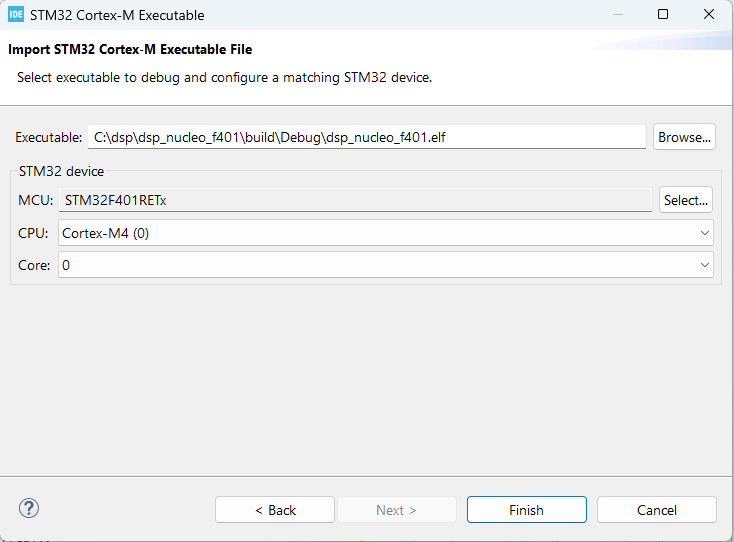 IDE STM32 Cortex-M Executable
Import STM32 Cortex-M Executable File
Select executable to debug and configure a matching STM32 device.
Executable: C:\dsp\dsp_nucleo_f401\build\Debug\dsp_nucleo_f401.elf Browse...
STM32 device
MCU: STM32F401RETx Select...
CPU: Cortex-M4 (0)
Core: 0
? < Back Next > Finish Cancel